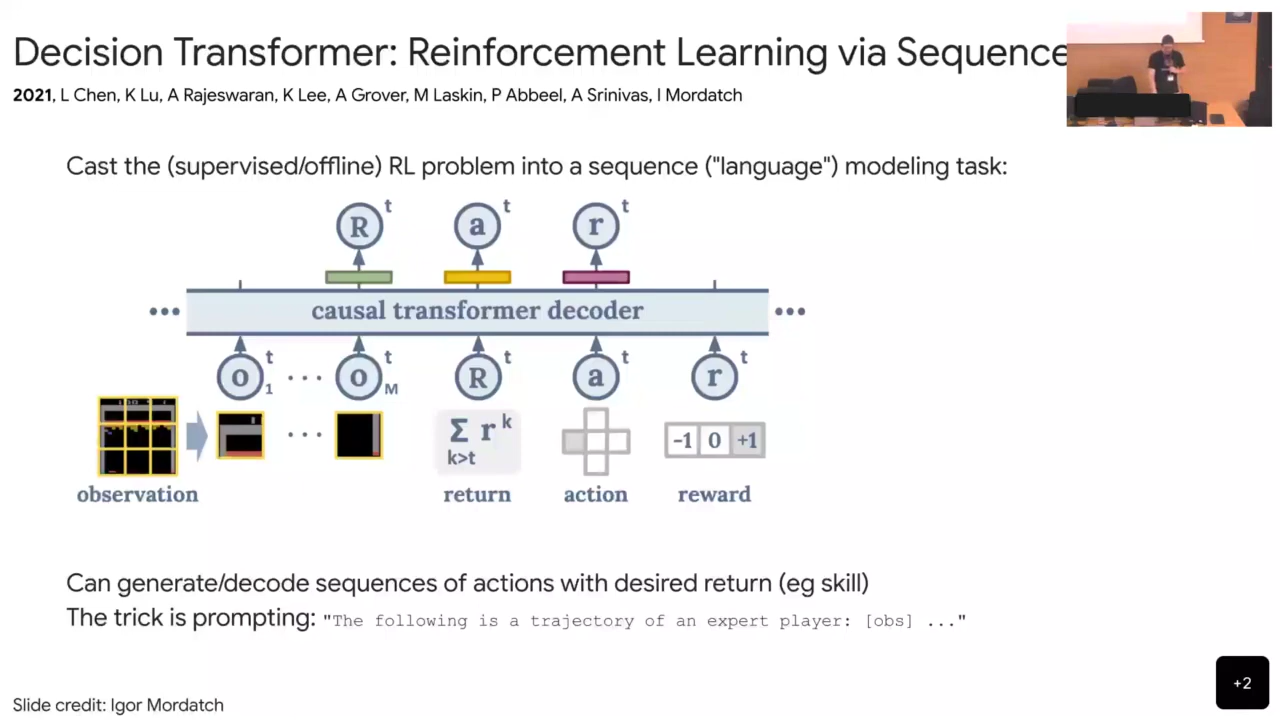 Decision Transformer: Reinforcement Learning via Sequence
2021, L Chen, K Lu, A Rajeswaran, K Lee, A Grover, M Laskin, P Abbeel, A Srinivas, I Mordatch
Cast the (supervised/offline) RL problem into a sequence ("language") modeling task:
R t a t r t
••• causal transformer decoder •••
o t 1 ··· o t M R t a t r t
··· Σ r k k>t -1 0 +1
observation return action reward
Can generate/decode sequences of actions with desired return (eg skill)
The trick is prompting: "The following is a trajectory of an expert player: [obs] ..."
+2
Slide credit: Igor Mordatch